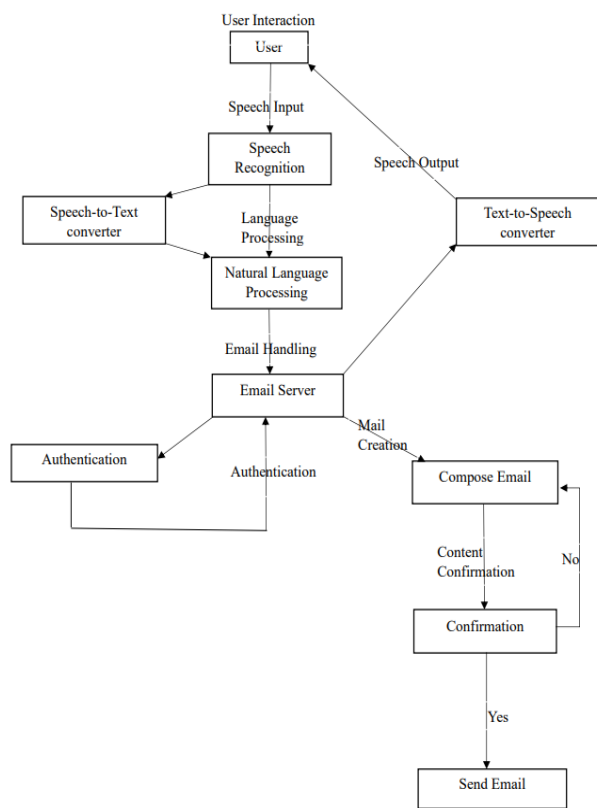 User Interaction
User
Speech Input
Speech
Recognition
Speech Output
Speech-to-Text
converter
Language
Processing
Text-to-Speech
converter
Natural Language
Processing
Email Handling
Email Server
Mail
Creation
Authentication
Authentication
Compose Email
Content
Confirmation
No
Confirmation
Yes
Send Email